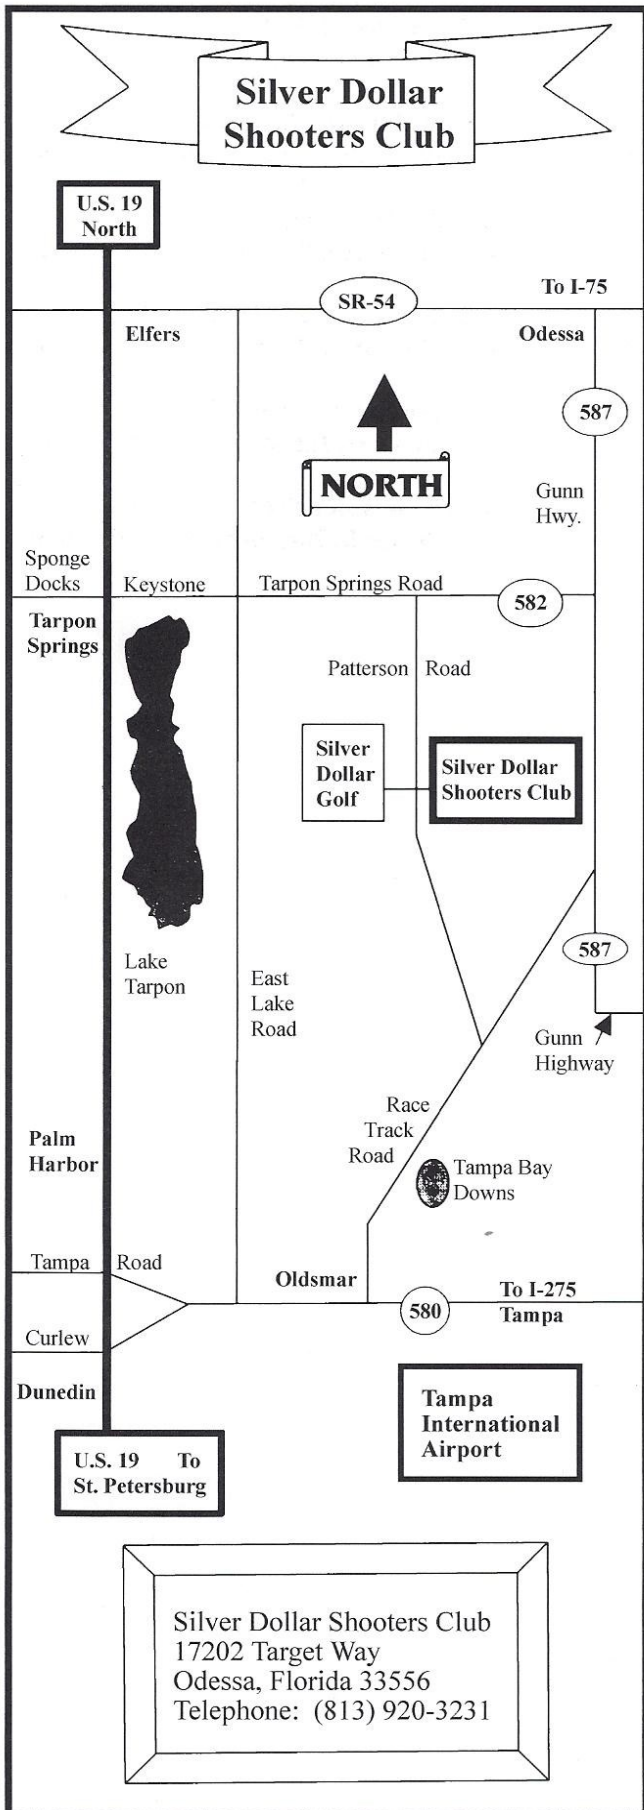 Silver Dollar
Shooters Club
U.S. 19
North
To I-75
SR-54
Elfers
Odessa
587
NORTH
Gunn
Hwy.
Sponge
Docks
Keystone
Tarpon Springs Road
582
Tarpon
Springs
Patterson Road
Silver
Dollar
Golf
Silver Dollar
Shooters Club
Lake
Tarpon
East
Lake
Road
587
Gunn
Highway
Race
Track
Road
Palm
Harbor
Tampa Bay
Downs
Tampa Road
Oldsmar
580
To I-275
Tampa
Curlew
Dunedin
Tampa
International
Airport
U.S. 19 To
St. Petersburg
Silver Dollar Shooters Club
17202 Target Way
Odessa, Florida 33556
Telephone: (813) 920-3231